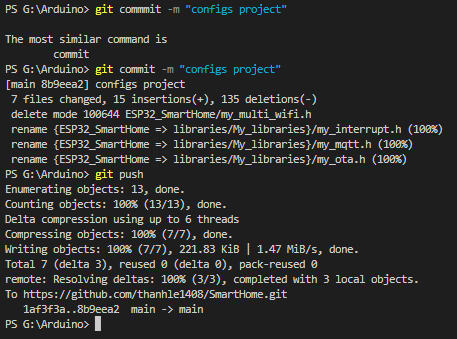 PS G:\Arduino> git commmit -m "configs project"
The most similar command is
commit
PS G:\Arduino> git commit -m "configs project"
[main 8b9eea2] configs project
7 files changed, 15 insertions(+), 135 deletions(-)
delete mode 100644 ESP32_SmartHome/my_multi_wifi.h
rename {ESP32_SmartHome => libraries/My_libraries}/my_interrupt.h (100%)
rename {ESP32_SmartHome => libraries/My_libraries}/my_mqtt.h (100%)
rename {ESP32_SmartHome => libraries/My_libraries}/my_ota.h (100%)
PS G:\Arduino> git push
Enumerating objects: 13, done.
Counting objects: 100% (13/13), done.
Delta compression using up to 6 threads
Compressing objects: 100% (7/7), done.
Writing objects: 100% (7/7), 221.83 KiB | 1.47 MiB/s, done.
Total 7 (delta 3), reused 0 (delta 0), pack-reused 0
remote: Resolving deltas: 100% (3/3), completed with 3 local objects.
To https://github.com/thanhle1408/SmartHome.git
1af3f3a..8b9eea2  main -> main
PS G:\Arduino>